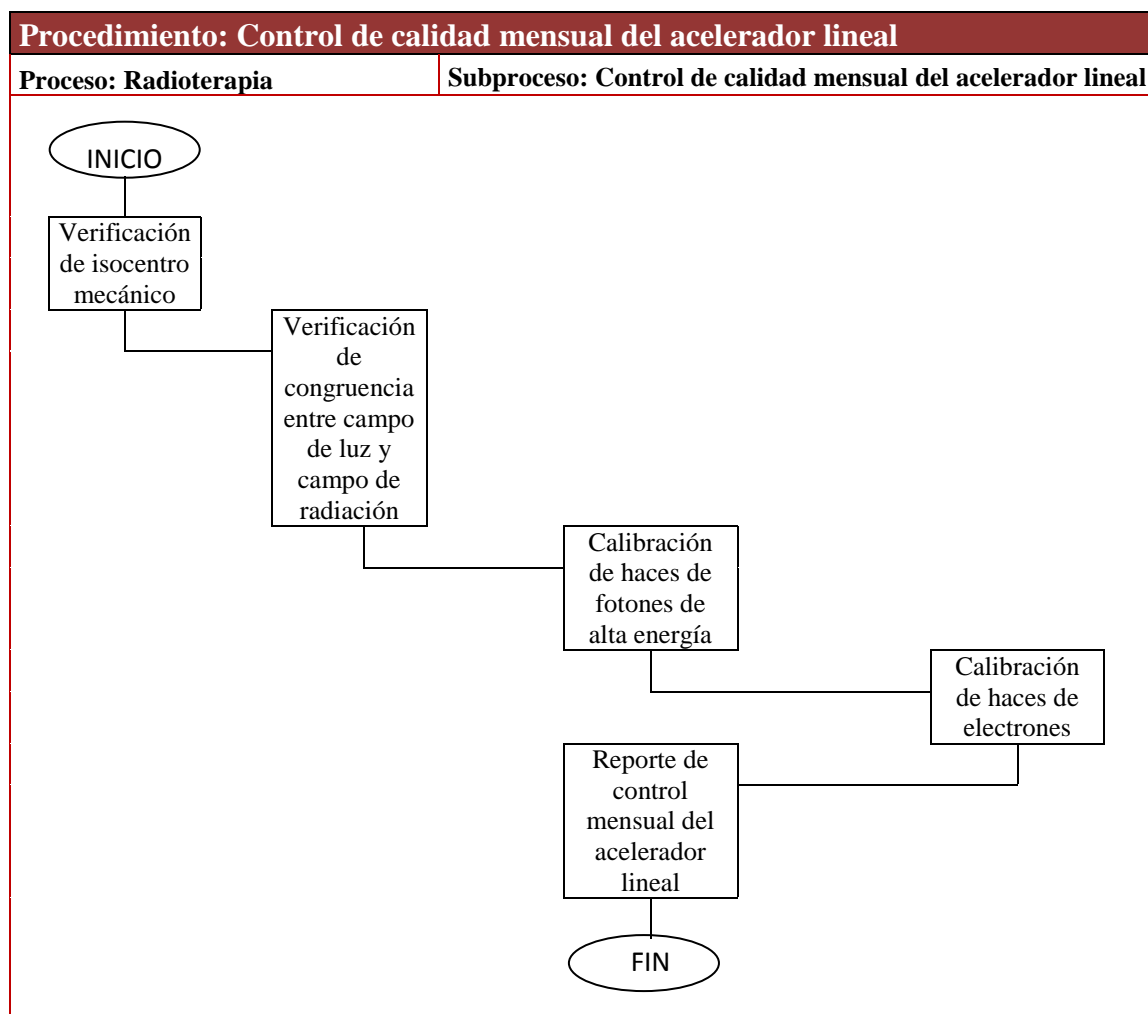 Procedimiento: Control de calidad mensual del acelerador lineal
Proceso: Radioterapia
Subproceso: Control de calidad mensual del acelerador lineal
INICIO
Verificación
de isocentro
mecánico
Verificación
de
congruencia
entre campo
de luz y
campo de
radiación
Calibración
de haces de
fotones de
alta energía
Calibración
de haces de
electrones
Reporte de
control
mensual del
acelerador
lineal
FIN